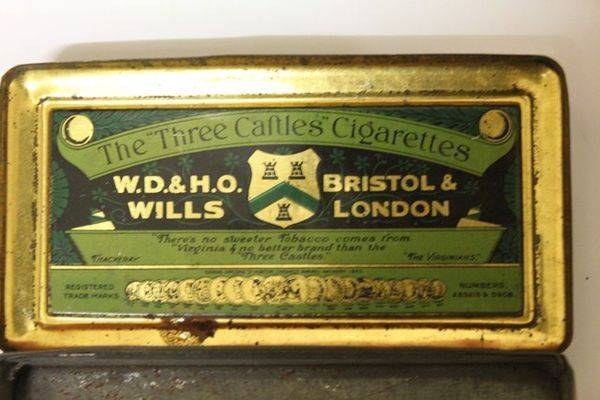 The "Three Castles" Cigarettes
W.D.& H.O. WILLS
BRISTOL & LONDON
"There's no sweeter Tobacco comes from
Virginia & no better brand than the
Three Castles."
THACKERAY
"THE VIRGINIANS."
REGISTERED
TRADE MARKS
NUMBERS,